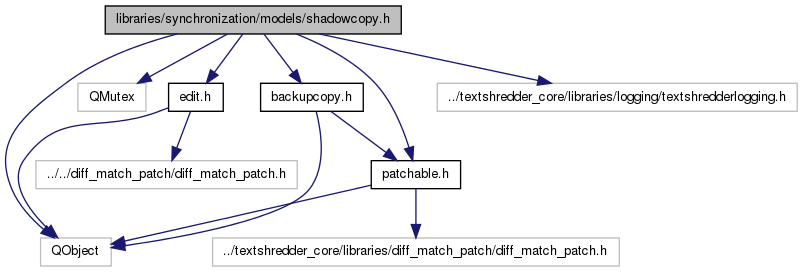 libraries/synchronization/models/shadowcopy.h
QMutex
edit.h
backupcopy.h
../textshredder_core/libraries/logging/textshredderlogging.h
../../diff_match_patch/diff_match_patch.h
patchable.h
QObject
../textshredder_core/libraries/diff_match_patch/diff_match_patch.h